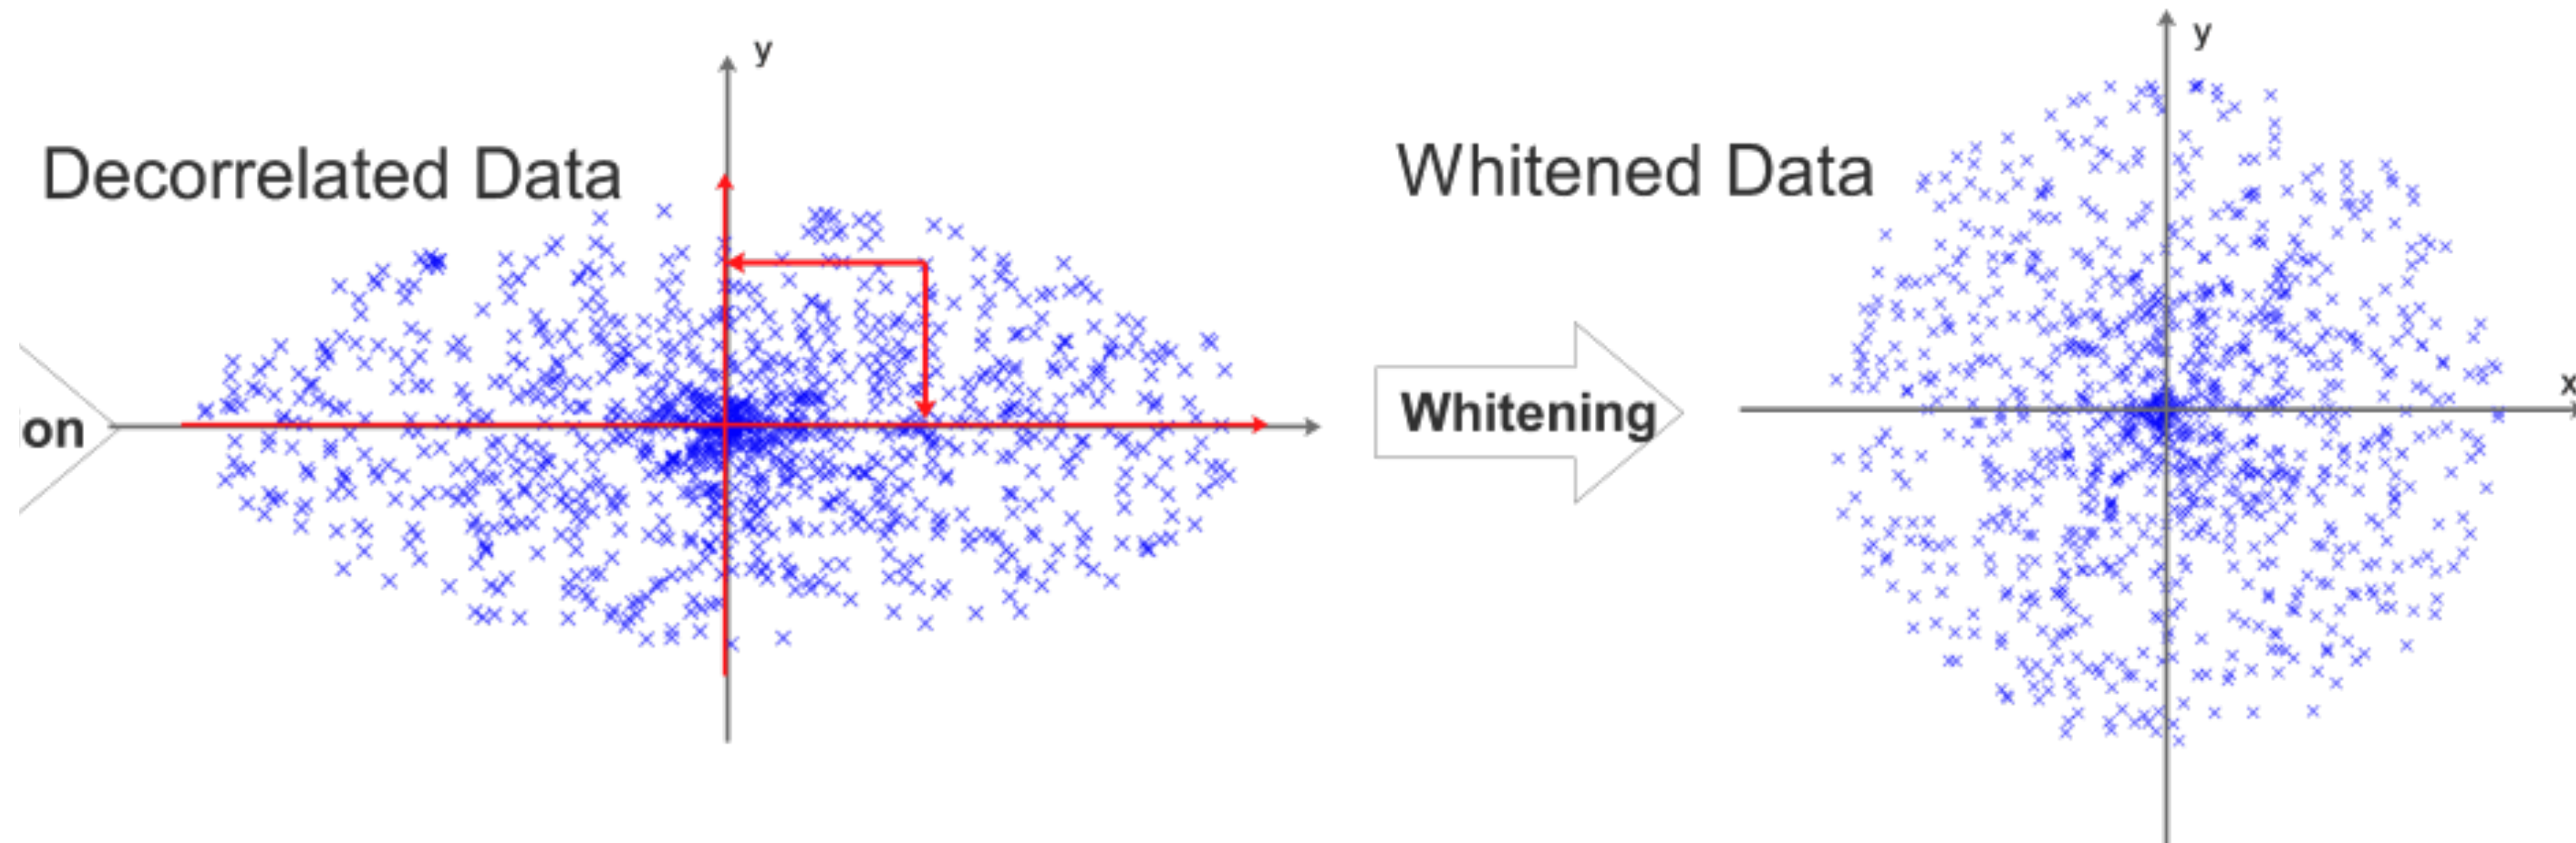 y
Decorrelated Data
on
Whitening
Whitened Data
y
x